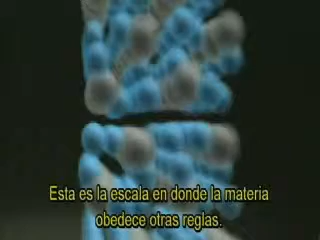 Esta es la escala en donde la materia
obedece otras reglas.